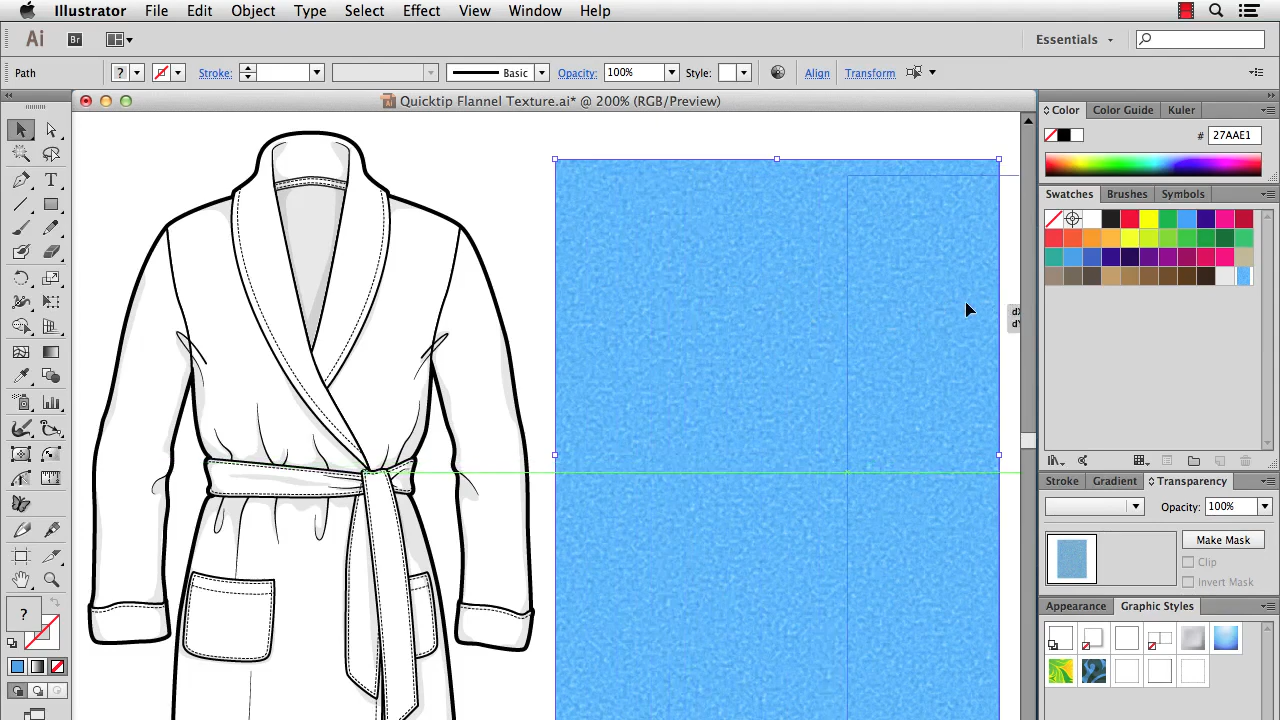 Illustrator File Edit Object Type Select Effect View Window Help
Ai Br Essentials
Path ? Stroke: Basic Opacity: 100% Style: Align Transform
Quicktip Flannel Texture.ai* @ 200% (RGB/Preview)
Color Color Guide Kuler
# 27AAE1
Swatches Brushes Symbols
Stroke Gradient Transparency
Opacity: 100%
Make Mask
Clip
Invert Mask
Appearance Graphic Styles
?